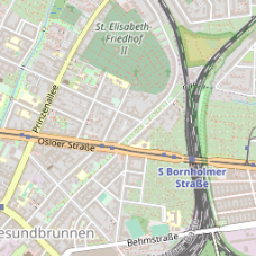 St. Elisabeth-
Friedhof
II
Prinzenallee
Osloer Straße
S Bornholmer
Straße
esundbrunnen
Behmstraße